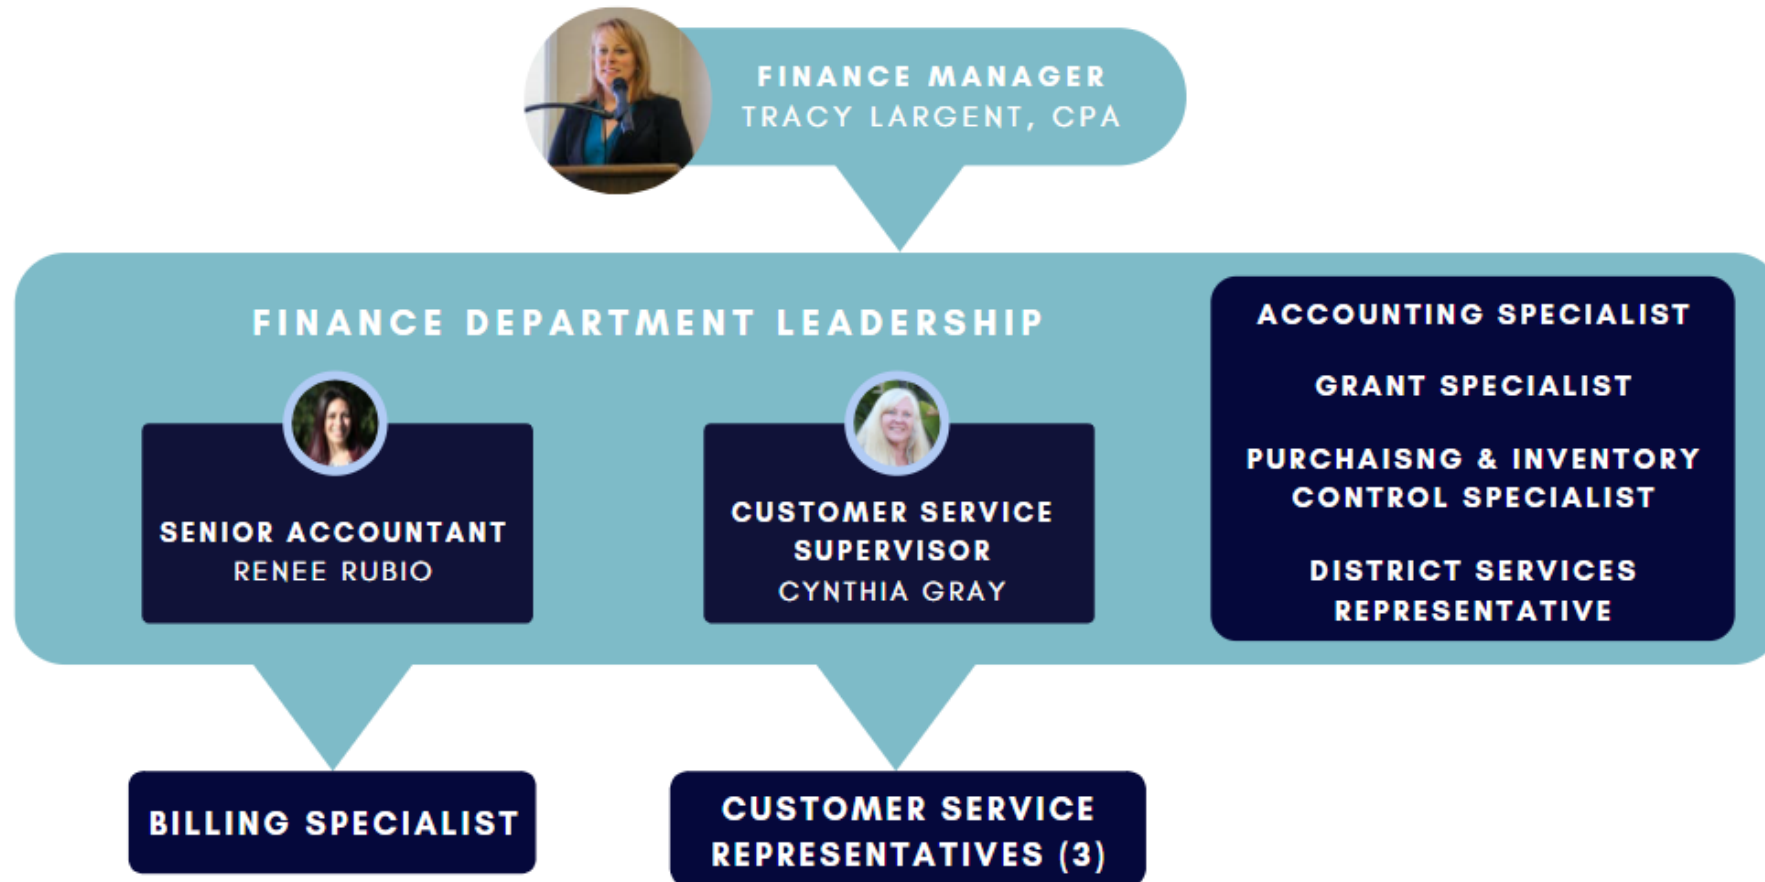 FINANCE MANAGER
TRACY LARGENT, CPA
FINANCE DEPARTMENT LEADERSHIP
SENIOR ACCOUNTANT
RENEE RUBIO
CUSTOMER SERVICE
SUPERVISOR
CYNTHIA GRAY
ACCOUNTING SPECIALIST
GRANT SPECIALIST
PURCHAISNG & INVENTORY
CONTROL SPECIALIST
DISTRICT SERVICES
REPRESENTATIVE
BILLING SPECIALIST
CUSTOMER SERVICE
REPRESENTATIVES (3)